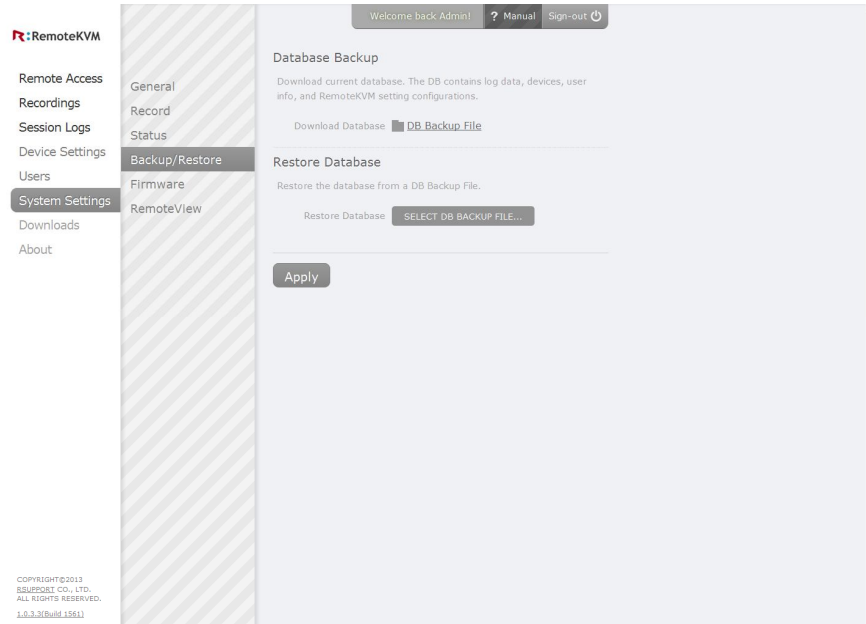 Welcome back Admin!
? Manual
Sign-out
R:RemoteKVM
Remote Access
Recordings
Session Logs
Device Settings
Users
System Settings
Downloads
About
General
Record
Status
Backup/Restore
Firmware
RemoteView
Database Backup
Download current database. The DB contains log data, devices, user
info, and RemoteKVM setting configurations.
Download Database DB Backup File
Restore Database
Restore the database from a DB Backup File.
Restore Database SELECT DB BACKUP FILE...
Apply
COPYRIGHT©2013
RSUPPORT CO., LTD.
ALL RIGHTS RESERVED.
1.0.3.3(Build 1561)